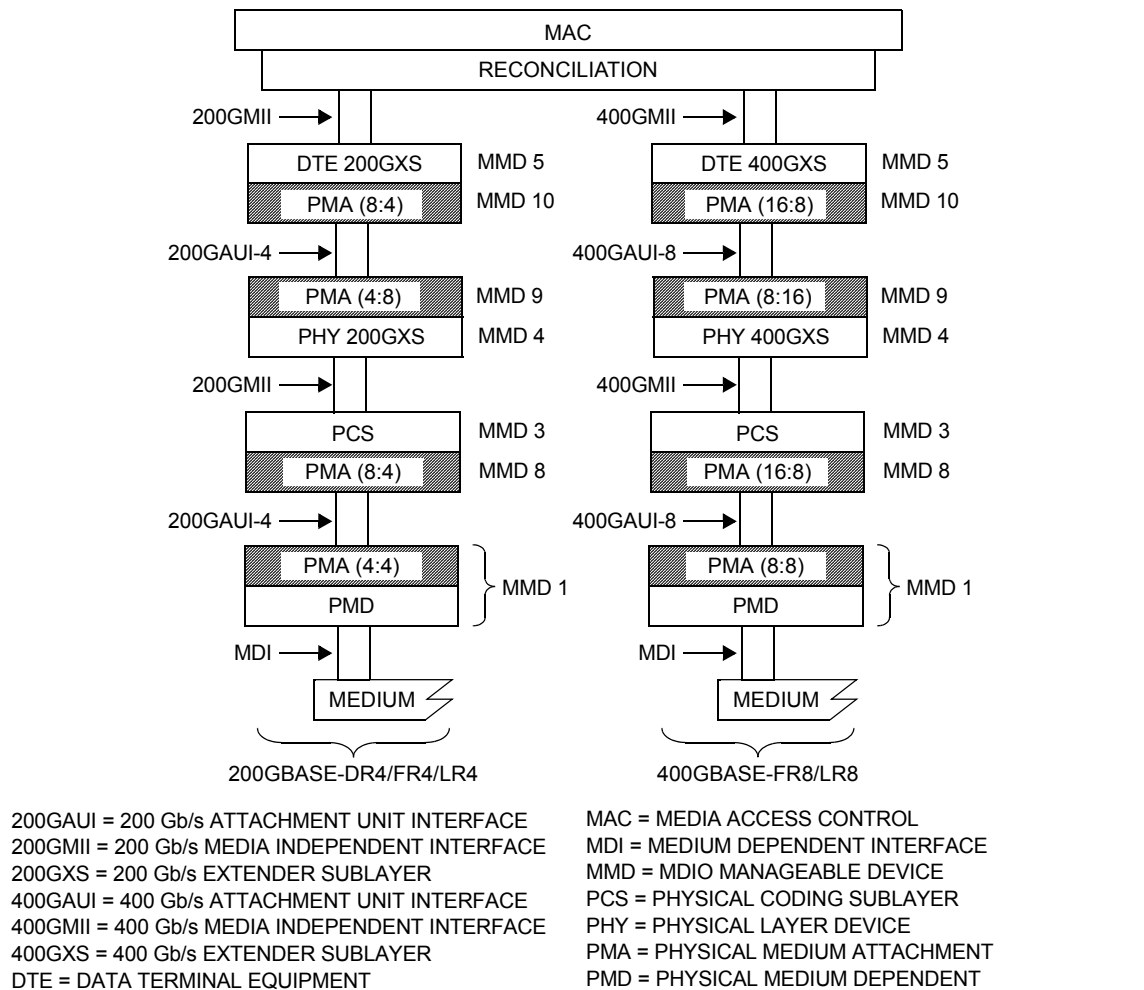 MAC
RECONCILIATION
200GMII 400GMII
DTE 200GXS MMD 5 DTE 400GXS MMD 5
PMA (8:4) MMD 10 PMA (16:8) MMD 10
200GAUI-4 400GAUI-8
PMA (4:8) MMD 9 PMA (8:16) MMD 9
PHY 200GXS MMD 4 PHY 400GXS MMD 4
200GMII 400GMII
PCS MMD 3 PCS MMD 3
PMA (8:4) MMD 8 PMA (16:8) MMD 8
200GAUI-4 400GAUI-8
PMA (4:4) PMA (8:8)
MMD 1 MMD 1
PMD PMD
MDI MDI
MEDIUM MEDIUM
200GBASE-DR4/FR4/LR4 400GBASE-FR8/LR8
200GAUI = 200 Gb/s ATTACHMENT UNIT INTERFACE
200GMII = 200 Gb/s MEDIA INDEPENDENT INTERFACE
200GXS = 200 Gb/s EXTENDER SUBLAYER
400GAUI = 400 Gb/s ATTACHMENT UNIT INTERFACE
400GMII = 400 Gb/s MEDIA INDEPENDENT INTERFACE
400GXS = 400 Gb/s EXTENDER SUBLAYER
DTE = DATA TERMINAL EQUIPMENT
MAC = MEDIA ACCESS CONTROL
MDI = MEDIUM DEPENDENT INTERFACE
MMD = MDIO MANAGEABLE DEVICE
PCS = PHYSICAL CODING SUBLAYER
PHY = PHYSICAL LAYER DEVICE
PMA = PHYSICAL MEDIUM ATTACHMENT
PMD = PHYSICAL MEDIUM DEPENDENT